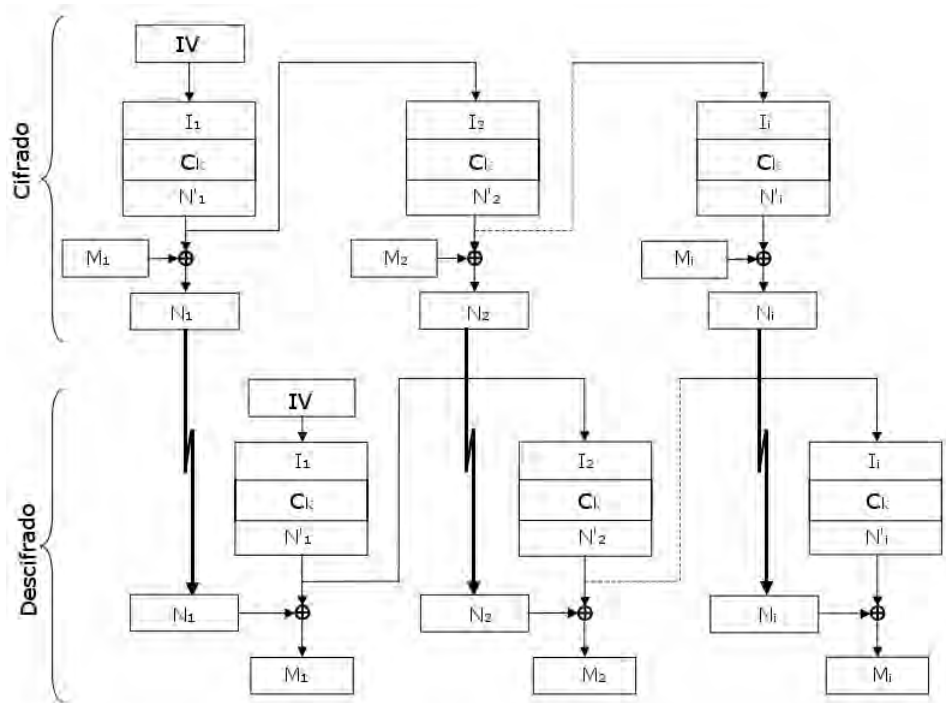 Cifrado
IV
I₁
I₂
Iᵢ
Cₖ
Cₖ
Cₖ
N'₁
N'₂
N'ᵢ
M₁
M₂
Mᵢ
N₁
N₂
Nᵢ
Descifrado
IV
I₁
I₂
Iᵢ
Cₖ
Cₖ
Cₖ
N'₁
N'₂
N'ᵢ
N₁
N₂
Nᵢ
M₁
M₂
Mᵢ